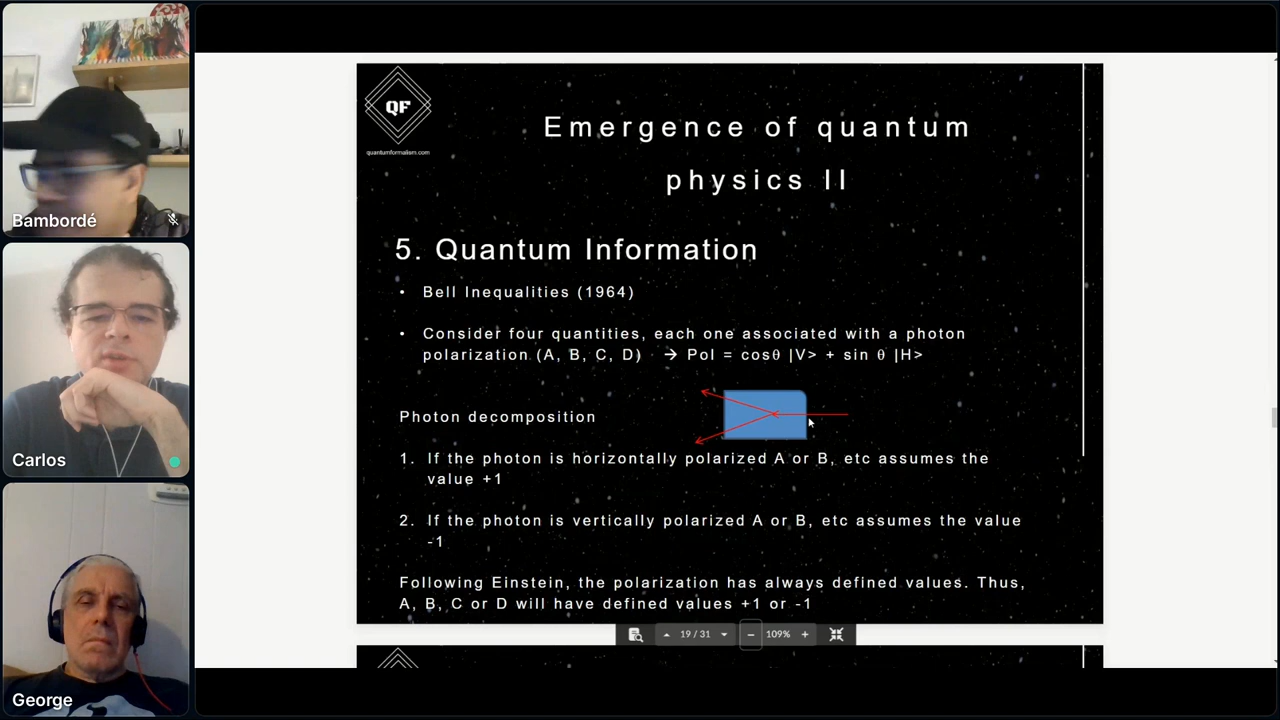 Bambordé
Carlos
George
QF
quantumformalism.com
Emergence of quantum
physics II
5. Quantum Information
• Bell Inequalities (1964)
• Consider four quantities, each one associated with a photon
polarization (A, B, C, D) → Pol = cosθ |V> + sin θ |H>
Photon decomposition
1. If the photon is horizontally polarized A or B, etc assumes the
value +1
2. If the photon is vertically polarized A or B, etc assumes the value
-1
Following Einstein, the polarization has always defined values. Thus,
A, B, C or D will have defined values +1 or -1
19 / 31
109%